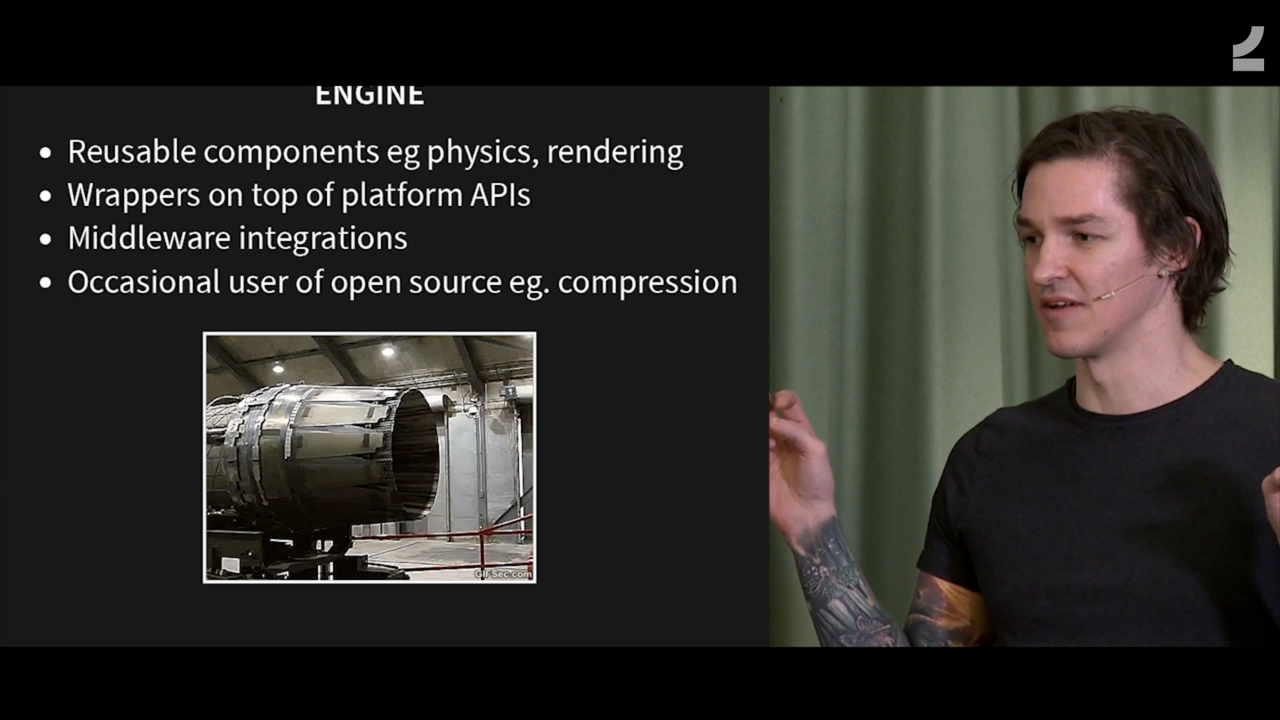 ENGINE
Reusable components eg physics, rendering
Wrappers on top of platform APIs
Middleware integrations
Occasional user of open source eg. compression
GIFSec.com